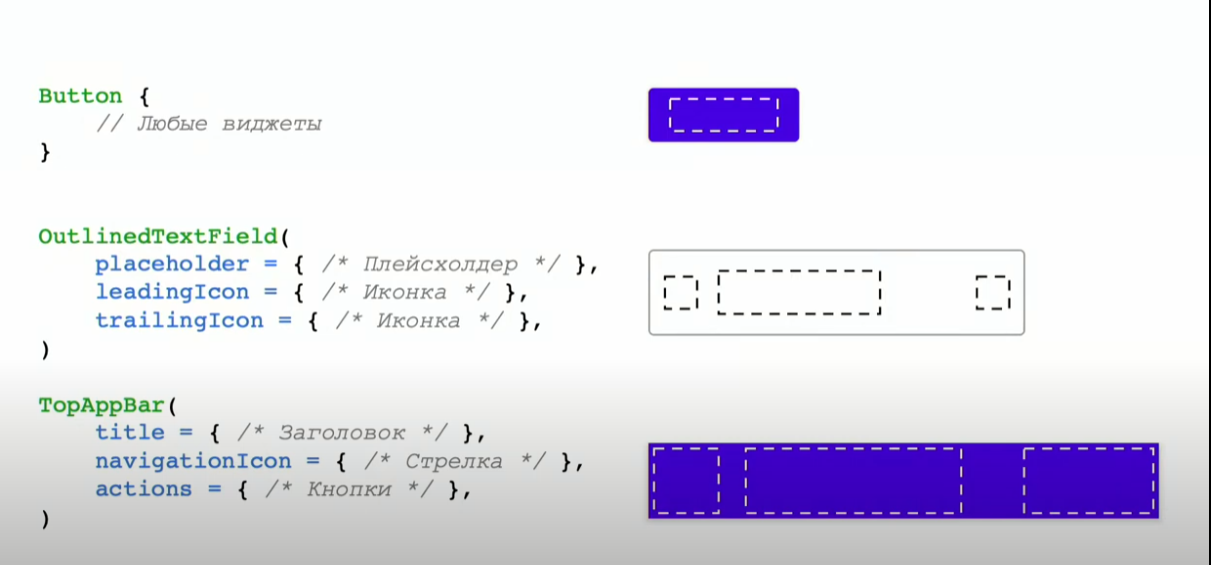 Button {
// Любые виджеты
}
OutlinedTextField(
placeholder = { /* Плейсхолдер */ },
leadingIcon = { /* Иконка */ },
trailingIcon = { /* Иконка */ },
)
TopAppBar(
title = { /* Заголовок */ },
navigationIcon = { /* Стрелка */ },
actions = { /* Кнопки */ },
)